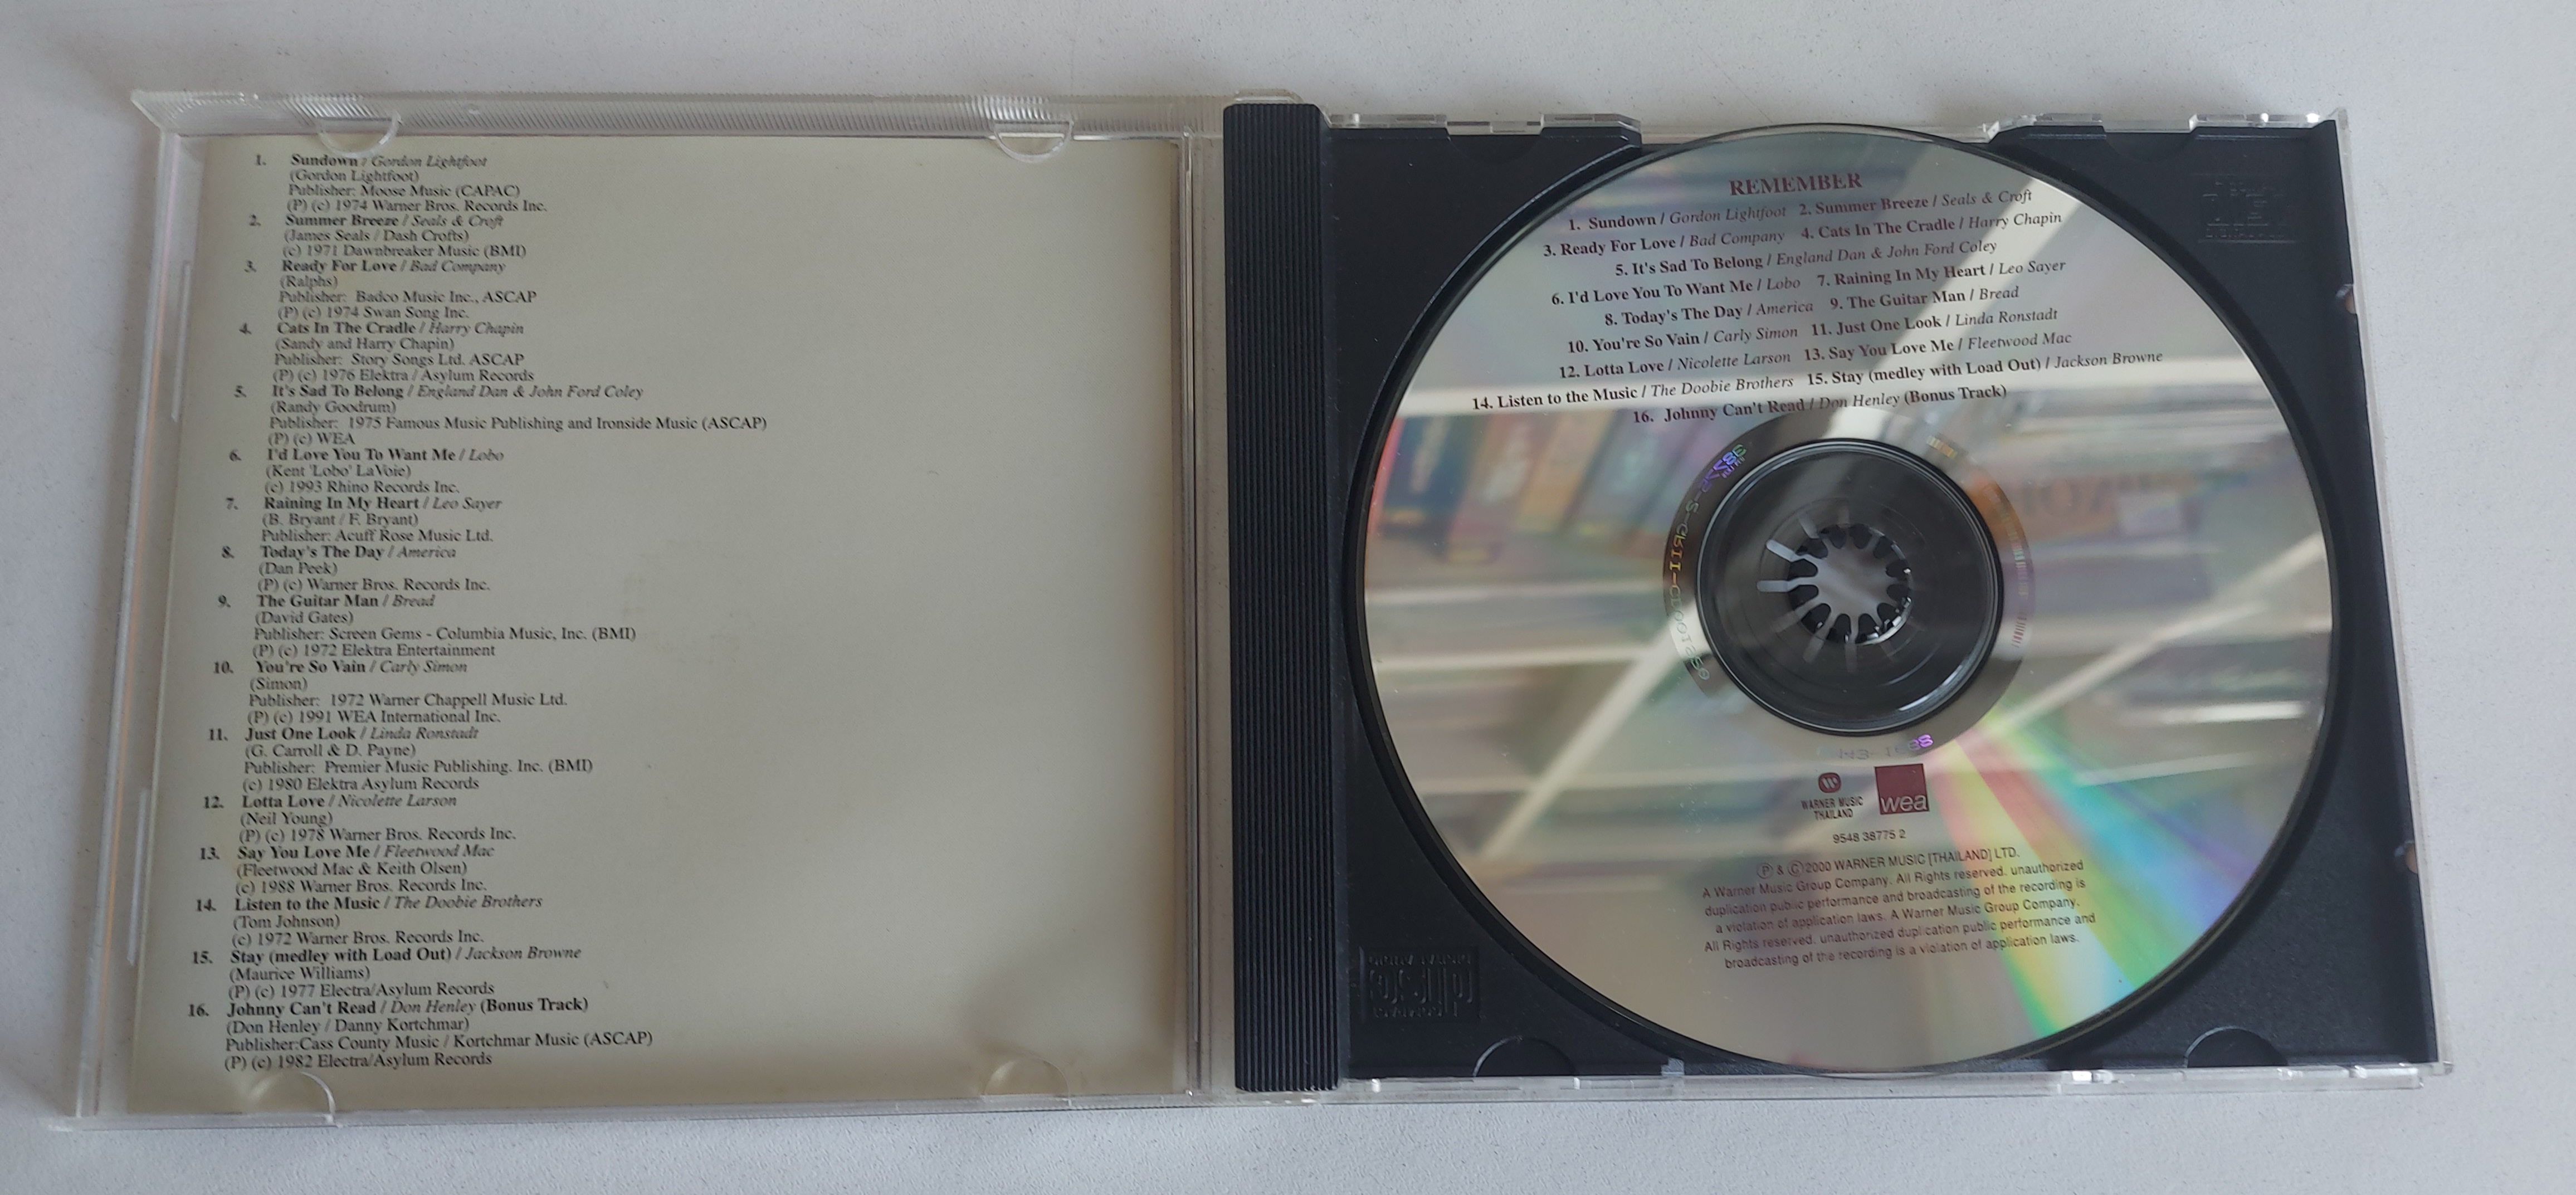 1. Sundown / Gordon Lightfoot
(Gordon Lightfoot)
Publisher: Moose Music (CAPAC)
(P) (c) 1974 Warner Bros. Records Inc.
2. Summer Breeze / Seals & Croft
(James Seals / Dash Crofts)
(c) 1971 Dawnbreaker Music (BMI)
3. Ready For Love / Bad Company
(Ralphs)
Publisher: Badco Music Inc., ASCAP
(P) (c) 1974 Swan Song Inc.
4. Cats In The Cradle / Harry Chapin
(Sandy and Harry Chapin)
Publisher: Story Songs Ltd. ASCAP
(P) (c) 1976 Elektra / Asylum Records
5. It's Sad To Belong / England Dan & John Ford Coley
(Randy Goodrum)
Publisher: 1975 Famous Music Publishing and Ironside Music (ASCAP)
(P) (c) WEA
6. I'd Love You To Want Me / Lobo
(Kent 'Lobo' LaVoie)
(c) 1993 Rhino Records Inc.
7. Raining In My Heart / Leo Sayer
(B. Bryant / F. Bryant)
Publisher: Acuff Rose Music Ltd.
8. Today's The Day / America
(Dan Peek)
(P) (c) Warner Bros. Records Inc.
9. The Guitar Man / Bread
(David Gates)
Publisher: Screen Gems - Columbia Music, Inc. (BMI)
(P) (c) 1972 Elektra Entertainment
10. You're So Vain / Carly Simon
(Simon)
Publisher: 1972 Warner Chappell Music Ltd.
(P) (c) 1991 WEA International Inc.
11. Just One Look / Linda Ronstadt
(G. Carroll & D. Payne)
Publisher: Premier Music Publishing. Inc. (BMI)
(c) 1980 Elektra Asylum Records
12. Lotta Love / Nicolette Larson
(Neil Young)
(P) (c) 1978 Warner Bros. Records Inc.
13. Say You Love Me / Fleetwood Mac
(Fleetwood Mac & Keith Olsen)
(c) 1988 Warner Bros. Records Inc.
14. Listen to the Music / The Doobie Brothers
(Tom Johnson)
(c) 1972 Warner Bros. Records Inc.
15. Stay (medley with Load Out) / Jackson Browne
(Maurice Williams)
(P) (c) 1977 Electra/Asylum Records
16. Johnny Can't Read / Don Henley (Bonus Track)
(Don Henley / Danny Kortchmar)
Publisher:Cass County Music / Kortchmar Music (ASCAP)
(P) (c) 1982 Electra/Asylum Records
REMEMBER
1. Sundown / Gordon Lightfoot 2. Summer Breeze / Seals & Croft
3. Ready For Love / Bad Company 4. Cats In The Cradle / Harry Chapin
5. It's Sad To Belong / England Dan & John Ford Coley
6. I'd Love You To Want Me / Lobo 7. Raining In My Heart / Leo Sayer
8. Today's The Day / America 9. The Guitar Man / Bread
10. You're So Vain / Carly Simon 11. Just One Look / Linda Ronstadt
12. Lotta Love / Nicolette Larson 13. Say You Love Me / Fleetwood Mac
14. Listen to the Music / The Doobie Brothers 15. Stay (medley with Load Out) / Jackson Browne
16. Johnny Can't Read / Don Henley (Bonus Track)
WARNER MUSIC
THAILAND
wea
9548 38775 2
Ⓟ & Ⓒ 2000 WARNER MUSIC [THAILAND] LTD.
A Warner Music Group Company. All Rights reserved. unauthorized
duplication public performance and broadcasting of the recording is
a violation of application laws. A Warner Music Group Company.
All Rights reserved. unauthorized duplication public performance and
broadcasting of the recording is a violation of application laws.